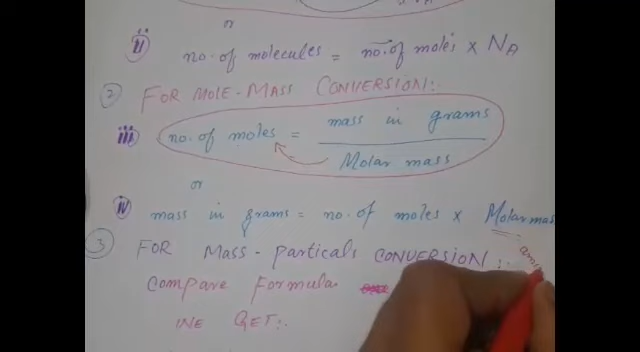 or
ii no. of molecules = no. of moles × NA
② FOR MOLE-MASS CONVERSION:.
iii no. of moles = mass in grams / Molar mass
or
iv mass in grams = no. of moles × Molar mass
③ FOR MASS-Particals CONVERSION:.
Compare Formula
WE GET:.